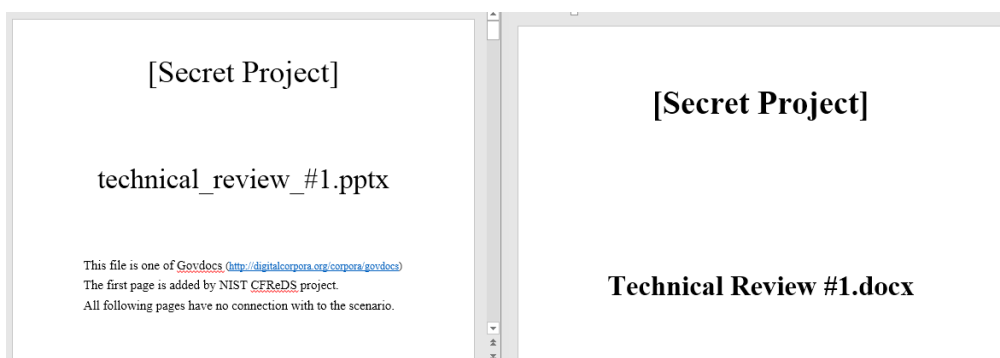 [Secret Project]
technical_review_#1.pptx
This file is one of Govdocs (http://digitalcorpora.org/corpora/govdocs)
The first page is added by NIST CFReDS project.
All following pages have no connection with to the scenario.
[Secret Project]
Technical Review #1.docx